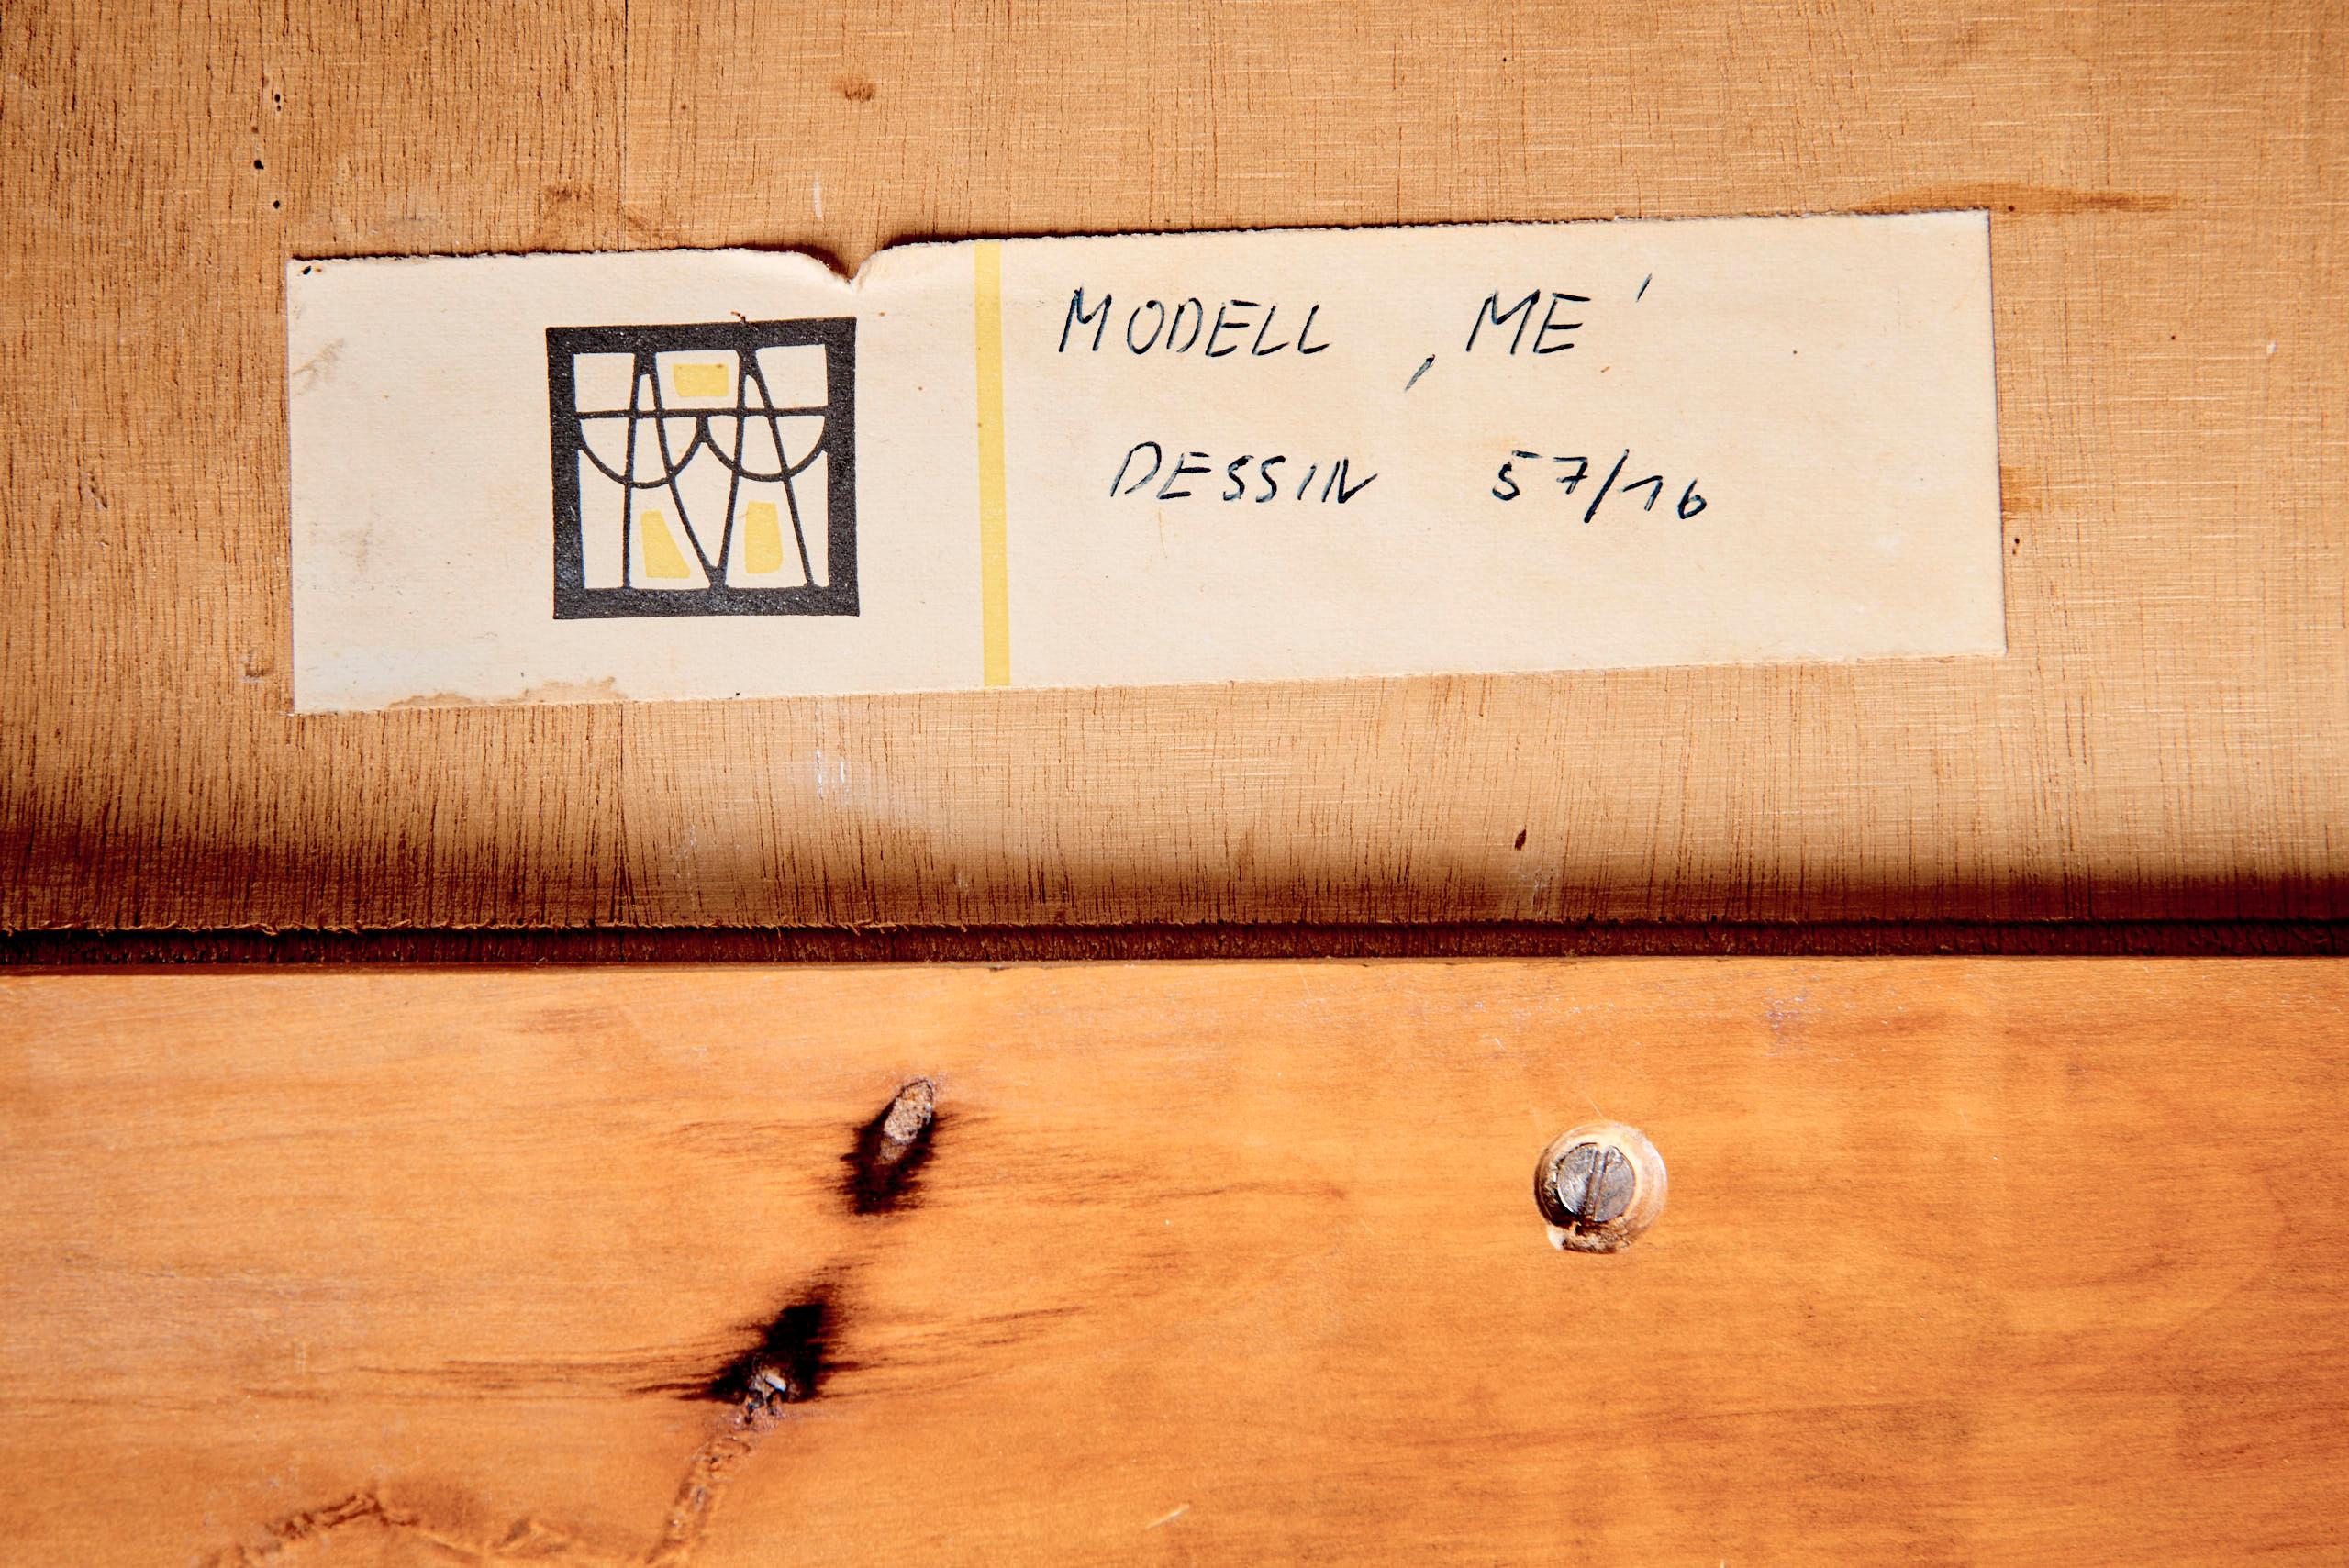 MODELL ‚ME'
DESSIN 57/16